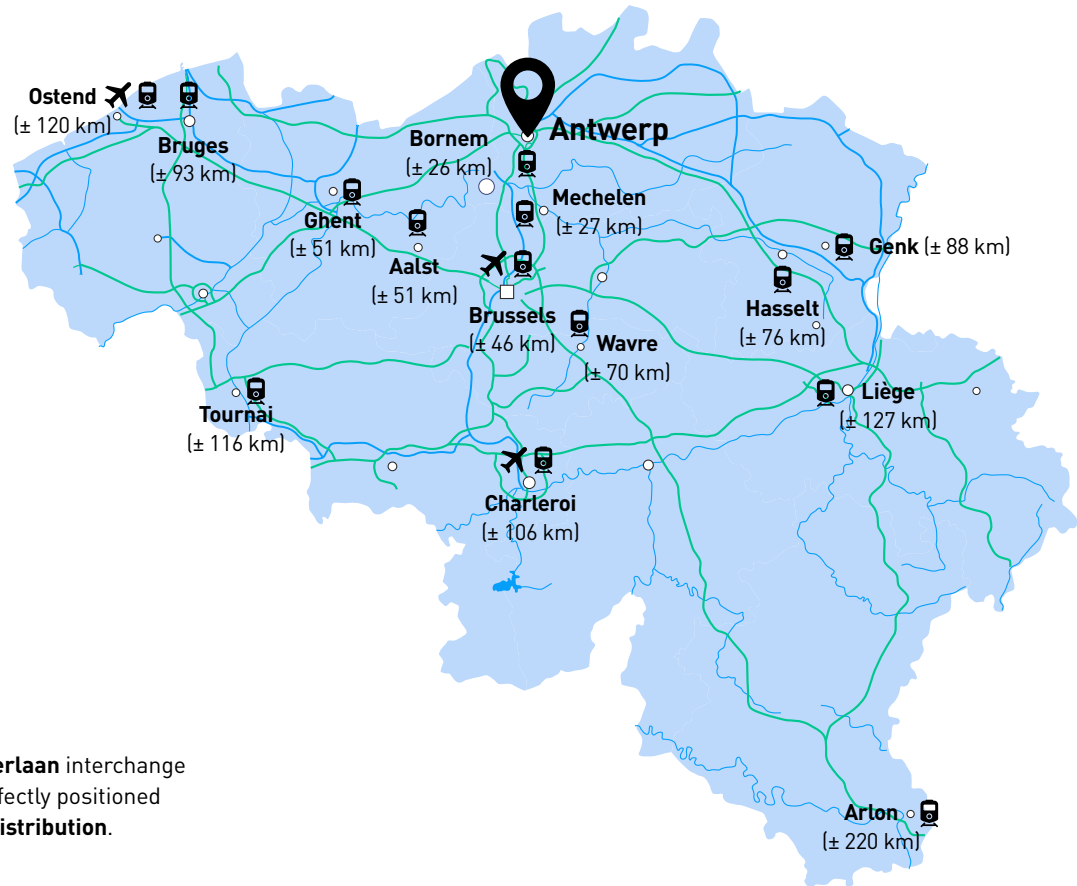 Ostend
(± 120 km)
Bruges
(± 93 km)
Bornem
(± 26 km)
Antwerp
Mechelen
(± 27 km)
Ghent
(± 51 km)
Aalst
(± 51 km)
Genk (± 88 km)
Brussels
(± 46 km)
Hasselt
(± 76 km)
Wavre
(± 70 km)
Tournai
(± 116 km)
Liège
(± 127 km)
Charleroi
(± 106 km)
erlaan interchange
fectly positioned
istribution.
Arlon
(± 220 km)